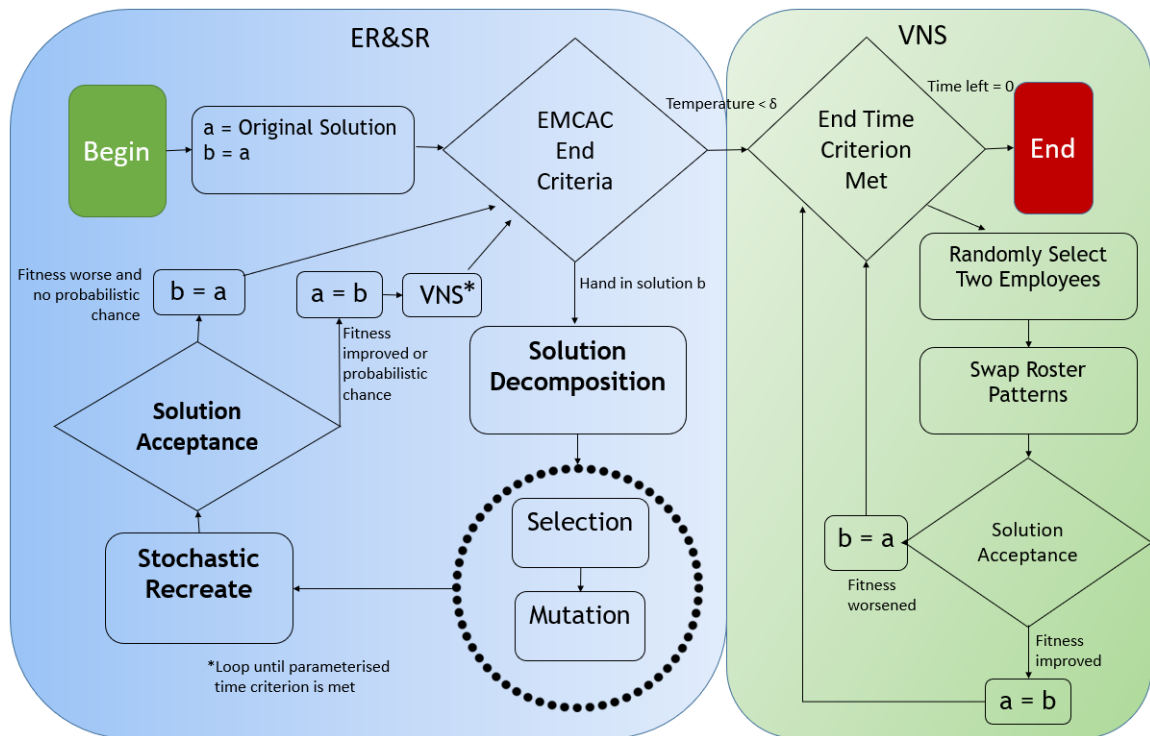 ER&SR
Begin
a = Original Solution
b = a
EMCAC
End
Criteria
Temperature < δ
Fitness worse and
no probabilistic
chance
b = a
a = b
VNS*
Fitness
improved or
probabilistic
chance
Hand in solution b
Solution
Decomposition
Solution
Acceptance
Selection
Mutation
Stochastic
Recreate
*Loop until parameterised
time criterion is met
VNS
End Time
Criterion
Met
Time left = 0
End
Randomly Select
Two Employees
Swap Roster
Patterns
Solution
Acceptance
b = a
Fitness
worsened
Fitness
improved
a = b